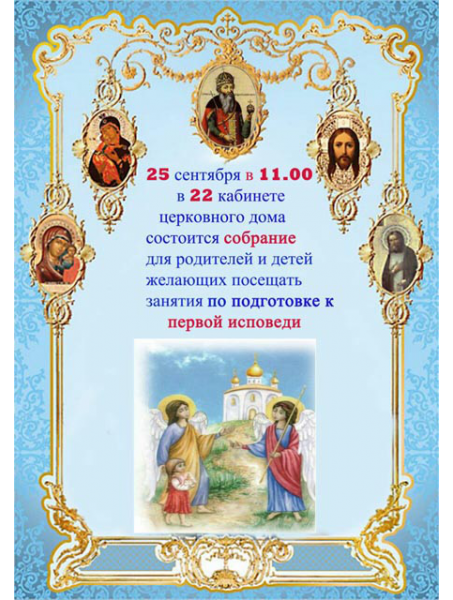 25 сентября в 11.00
в 22 кабинете
церковного дома
состоится собрание
для родителей и детей
желающих посещать
занятия по подготовке к
первой исповеди